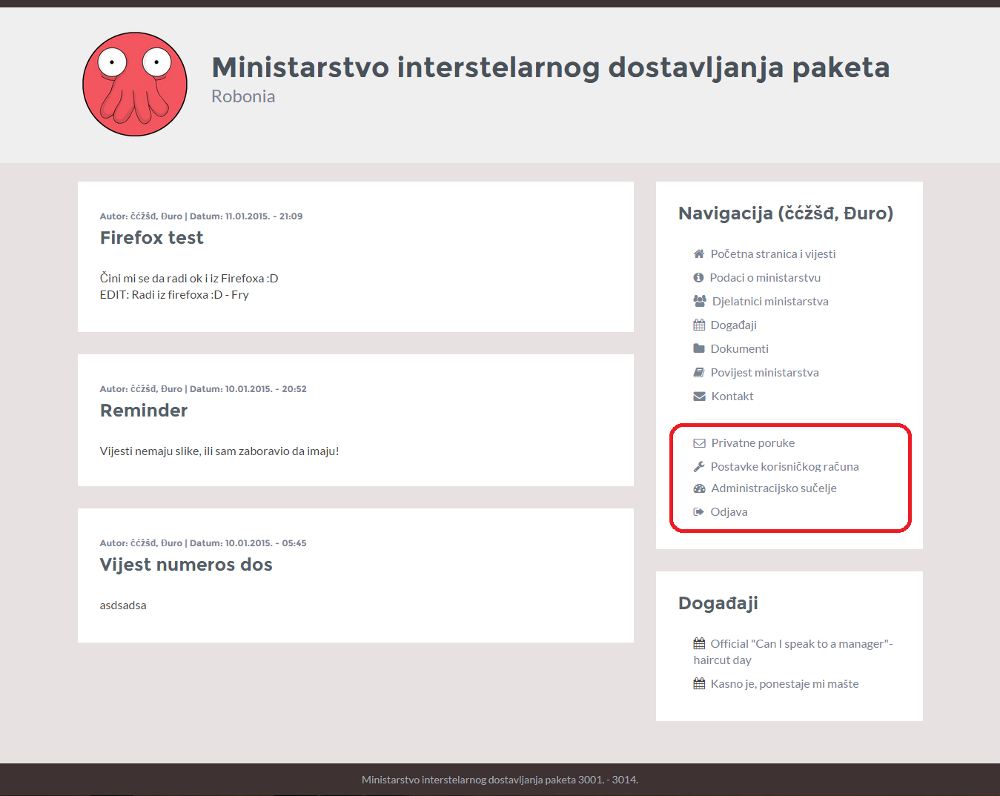 Ministarstvo interstelarnog dostavljanja paketa
Robonia
Autor: čćžšđ, Đuro | Datum: 11.01.2015. - 21:09
Firefox test
Čini mi se da radi ok i iz Firefoxa :D
EDIT: Radi iz firefoxa :D - Fry
Autor: čćžšđ, Đuro | Datum: 10.01.2015. - 20:52
Reminder
Vijesti nemaju slike, ili sam zaboravio da imaju!
Autor: čćžšđ, Đuro | Datum: 10.01.2015. - 05:45
Vijest numeros dos
asdsadsa
Navigacija (čćžšđ, Đuro)
Početna stranica i vijesti
Podaci o ministarstvu
Djelatnici ministarstva
Događaji
Dokumenti
Povijest ministarstva
Kontakt
Privatne poruke
Postavke korisničkog računa
Administracijsko sučelje
Odjava
Događaji
Official "Can I speak to a manager"-
haircut day
Kasno je, ponestaje mi mašte
Ministarstvo interstelarnog dostavljanja paketa 3001. - 3014.